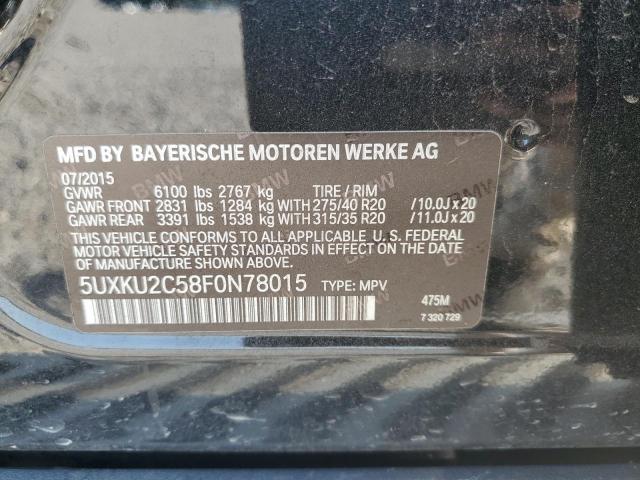 MFD BY BAYERISCHE MOTOREN WERKE AG
07/2015
GVWR 6100 lbs 2767 kg TIRE / RIM
GAWR FRONT 2831 lbs 1284 kg WITH 275/40 R20 /10.0J x 20
GAWR REAR 3391 lbs 1538 kg WITH 315/35 R20 /11.0J x 20
THIS VEHICLE CONFORMS TO ALL APPLICABLE U. S. FEDERAL
MOTOR VEHICLE SAFETY STANDARDS IN EFFECT ON THE DATE
OF MANUFACTURE SHOWN ABOVE.
5UXKU2C58F0N78015 TYPE: MPV
475M
7 320 729